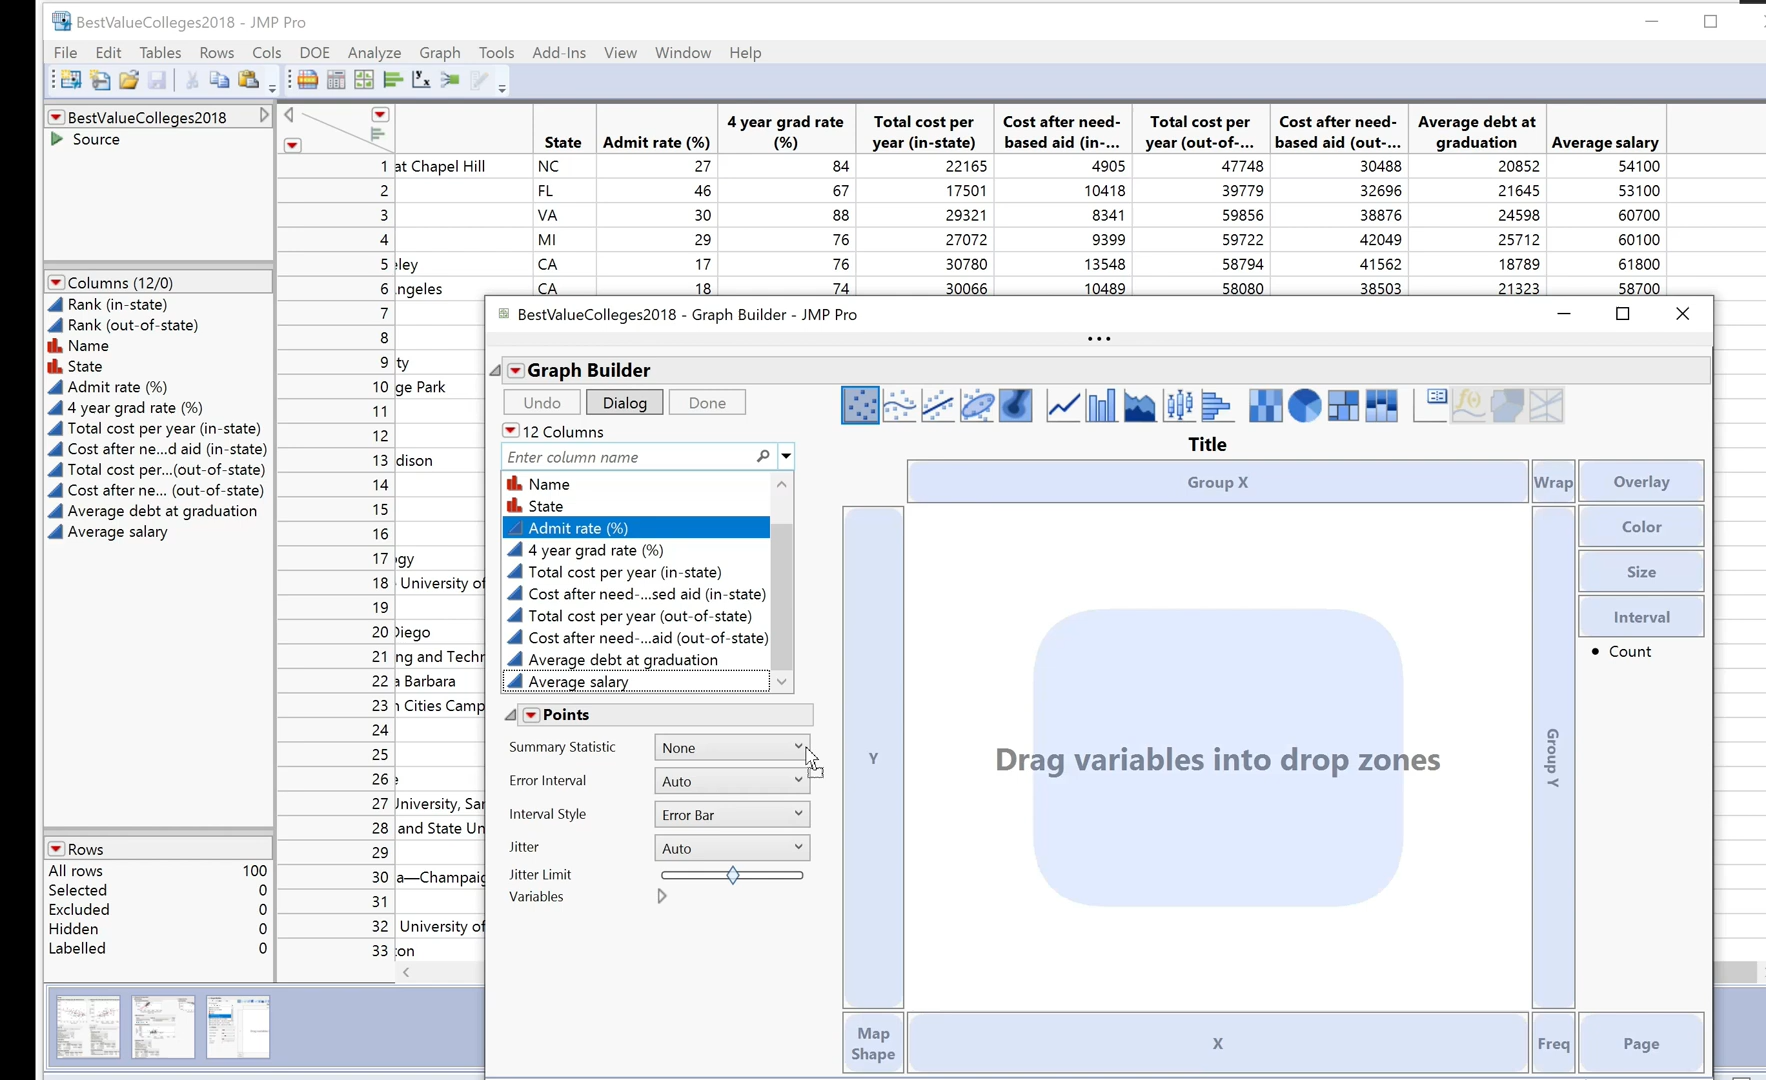 BestValueColleges2018 - JMP Pro
File Edit Tables Rows Cols DOE Analyze Graph Tools Add-Ins View Window Help
BestValueColleges2018
Source
State Admit rate (%) 4 year grad rate (%) Total cost per year (in-state) Cost after need-based aid (in-... Total cost per year (out-of-... Cost after need-based aid (out-... Average debt at graduation Average salary
1 at Chapel Hill NC 27 84 22165 4905 47748 30488 20852 54100
2 FL 46 67 17501 10418 39779 32696 21645 53100
3 VA 30 88 29321 8341 59856 38876 24598 60700
4 MI 29 76 27072 9399 59722 42049 25712 60100
5 ley CA 17 76 30780 13548 58794 41562 18789 61800
6 ngeles CA 18 74 30066 10489 58080 38503 21323 58700
7
8
9 ty
10 ge Park
11
12
13 dison
14
15
16
17 gy
18 University of
19
20 Diego
21 ng and Techr
22 a Barbara
23 n Cities Camp
24
25
26 e
27 University, Sar
28 and State Un
29
30 a—Champaig
31
32 University of
33 on
Columns (12/0)
Rank (in-state)
Rank (out-of-state)
Name
State
Admit rate (%)
4 year grad rate (%)
Total cost per year (in-state)
Cost after ne...d aid (in-state)
Total cost per...(out-of-state)
Cost after ne... (out-of-state)
Average debt at graduation
Average salary
Rows
All rows 100
Selected 0
Excluded 0
Hidden 0
Labelled 0
BestValueColleges2018 - Graph Builder - JMP Pro
Graph Builder
Undo Dialog Done
12 Columns
Enter column name
Name
State
Admit rate (%)
4 year grad rate (%)
Total cost per year (in-state)
Cost after need-...sed aid (in-state)
Total cost per year (out-of-state)
Cost after need-...aid (out-of-state)
Average debt at graduation
Average salary
Points
Summary Statistic None
Error Interval Auto
Interval Style Error Bar
Jitter Auto
Jitter Limit
Variables
Title
Group X
Wrap
Overlay
Color
Size
Interval
Count
Y
Drag variables into drop zones
Group Y
Map Shape
X
Freq
Page